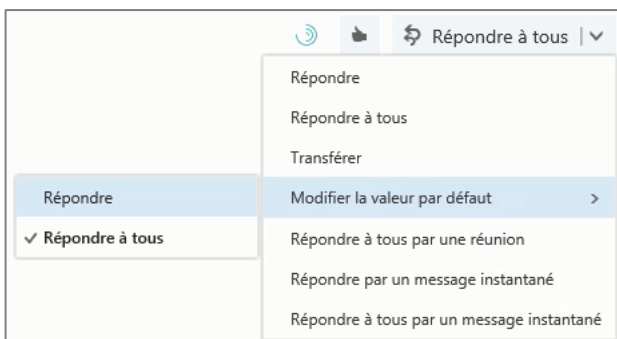 Répondre à tous
Répondre
Répondre à tous
Transférer
Modifier la valeur par défaut
Répondre
✓ Répondre à tous
Répondre à tous par une réunion
Répondre par un message instantané
Répondre à tous par un message instantané